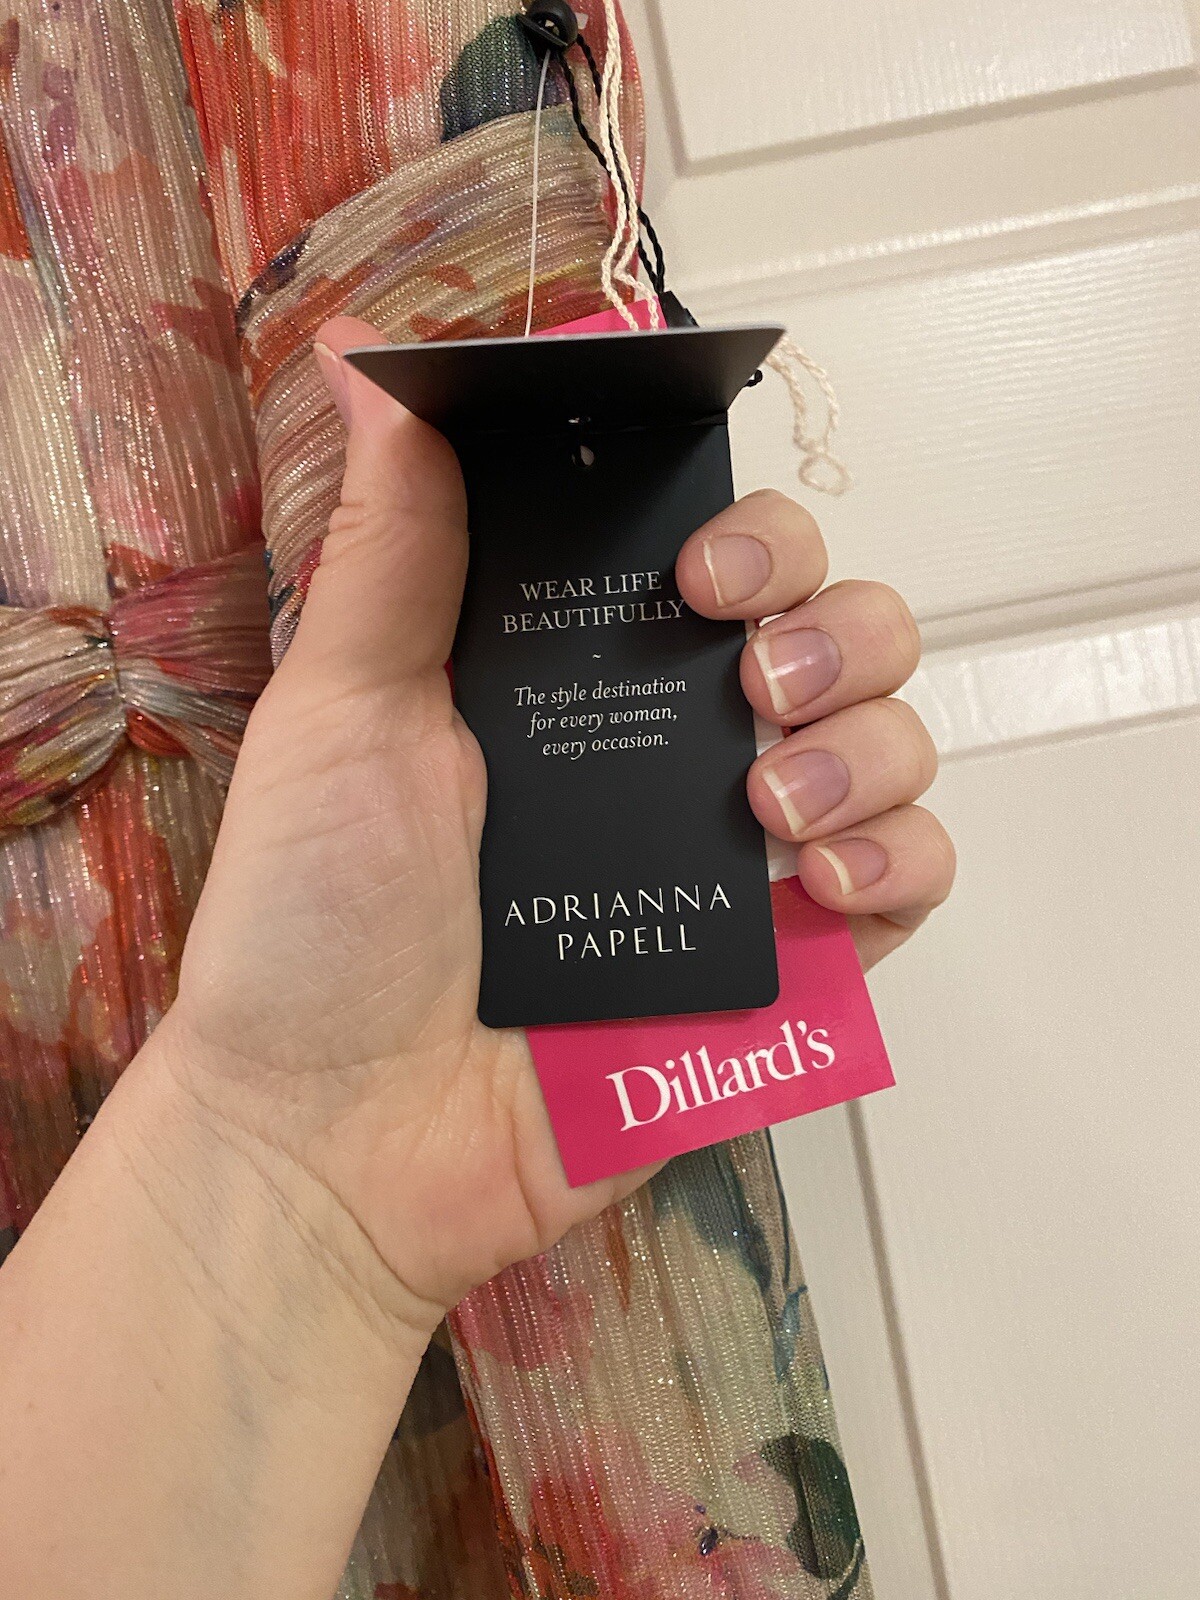 WEAR LIFE
BEAUTIFULLY
~
The style destination
for every woman,
every occasion.
ADRIANNA
PAPELL
Dillard's